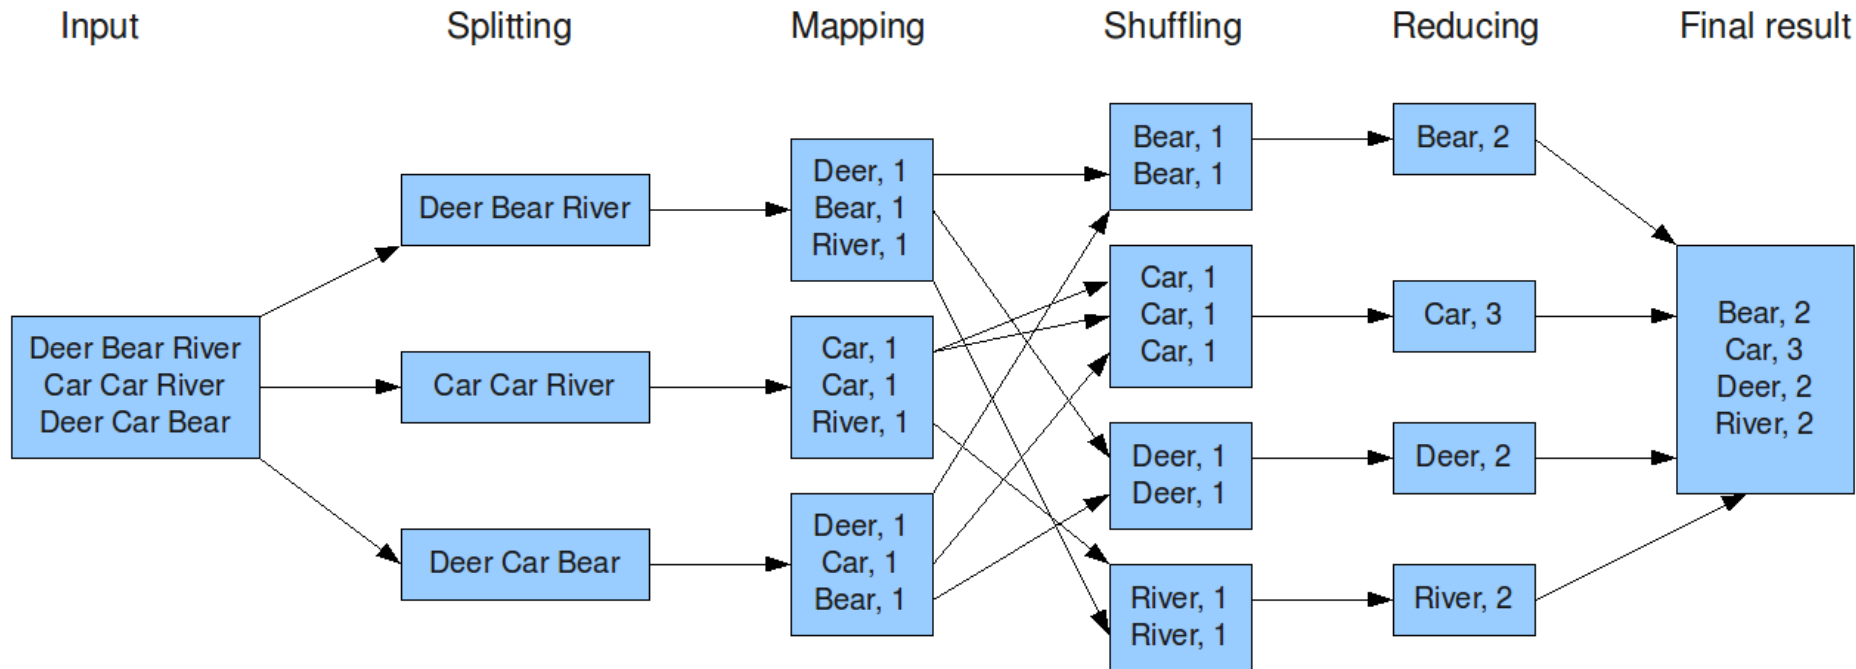 Input
Splitting
Mapping
Shuffling
Reducing
Final result
Deer Bear River
Car Car River
Deer Car Bear
Deer Bear River
Car Car River
Deer Car Bear
Deer, 1
Bear, 1
River, 1
Car, 1
Car, 1
River, 1
Deer, 1
Car, 1
Bear, 1
Bear, 1
Bear, 1
Car, 1
Car, 1
Car, 1
Deer, 1
Deer, 1
River, 1
River, 1
Bear, 2
Car, 3
Deer, 2
River, 2
Bear, 2
Car, 3
Deer, 2
River, 2